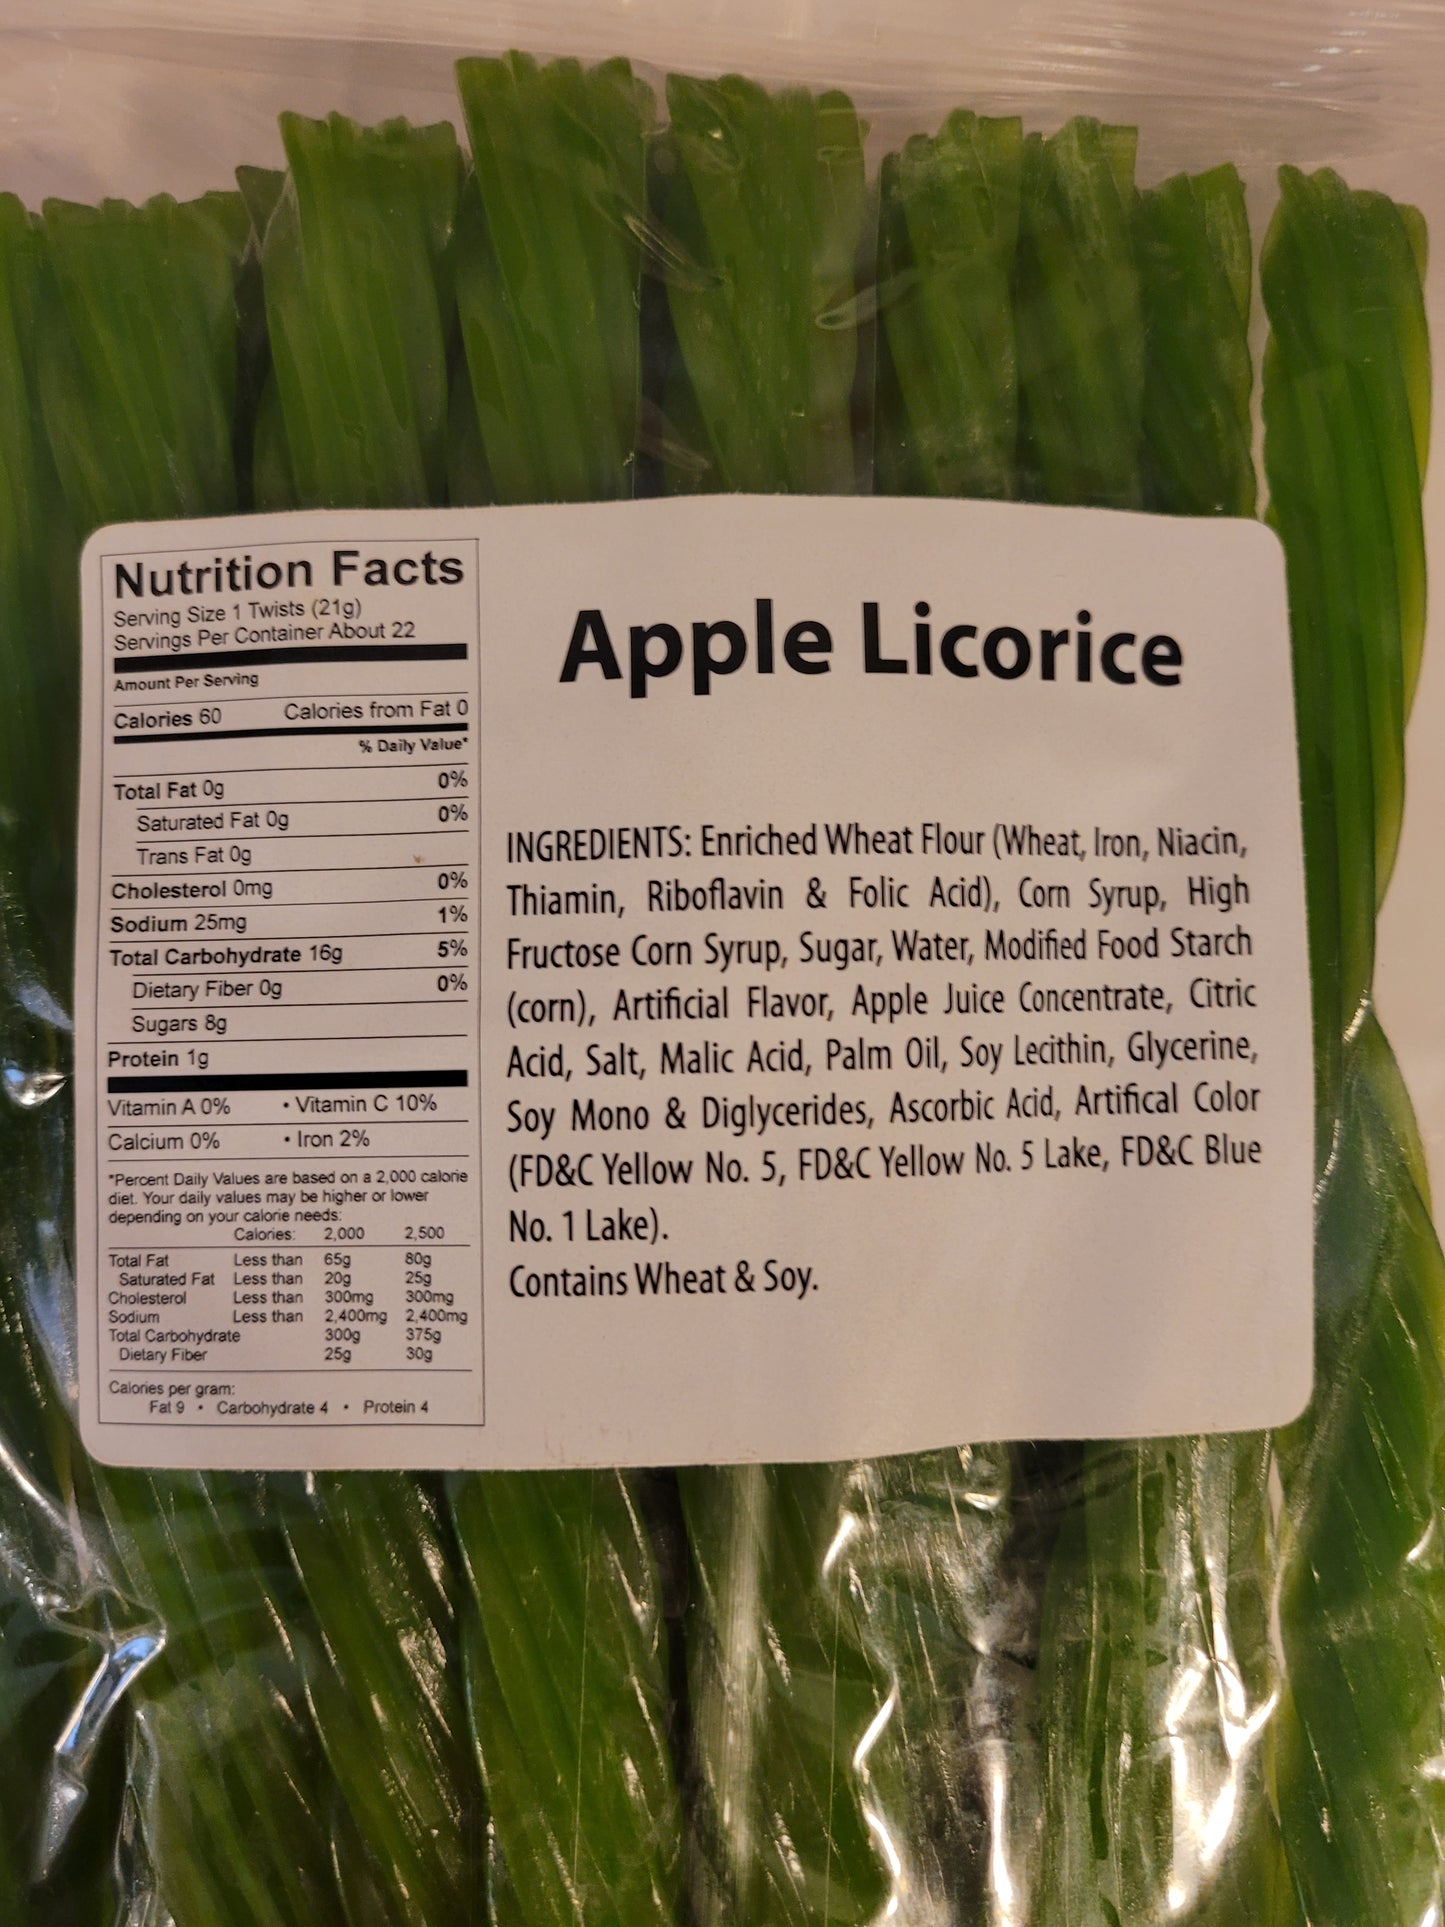 Nutrition Facts
Serving Size 1 Twists (21g)
Servings Per Container About 22
Amount Per Serving
Calories 60 Calories from Fat 0
% Daily Value*
Total Fat 0g 0%
Saturated Fat 0g 0%
Trans Fat 0g
Cholesterol 0mg 0%
Sodium 25mg 1%
Total Carbohydrate 16g 5%
Dietary Fiber 0g 0%
Sugars 8g
Protein 1g
Vitamin A 0% • Vitamin C 10%
Calcium 0% • Iron 2%
*Percent Daily Values are based on a 2,000 calorie
diet. Your daily values may be higher or lower
depending on your calorie needs:
Calories: 2,000 2,500
Total Fat Less than 65g 80g
Saturated Fat Less than 20g 25g
Cholesterol Less than 300mg 300mg
Sodium Less than 2,400mg 2,400mg
Total Carbohydrate 300g 375g
Dietary Fiber 25g 30g
Calories per gram:
Fat 9 • Carbohydrate 4 • Protein 4
Apple Licorice
INGREDIENTS: Enriched Wheat Flour (Wheat, Iron, Niacin,
Thiamin, Riboflavin & Folic Acid), Corn Syrup, High
Fructose Corn Syrup, Sugar, Water, Modified Food Starch
(corn), Artificial Flavor, Apple Juice Concentrate, Citric
Acid, Salt, Malic Acid, Palm Oil, Soy Lecithin, Glycerine,
Soy Mono & Diglycerides, Ascorbic Acid, Artifical Color
(FD&C Yellow No. 5, FD&C Yellow No. 5 Lake, FD&C Blue
No. 1 Lake).
Contains Wheat & Soy.